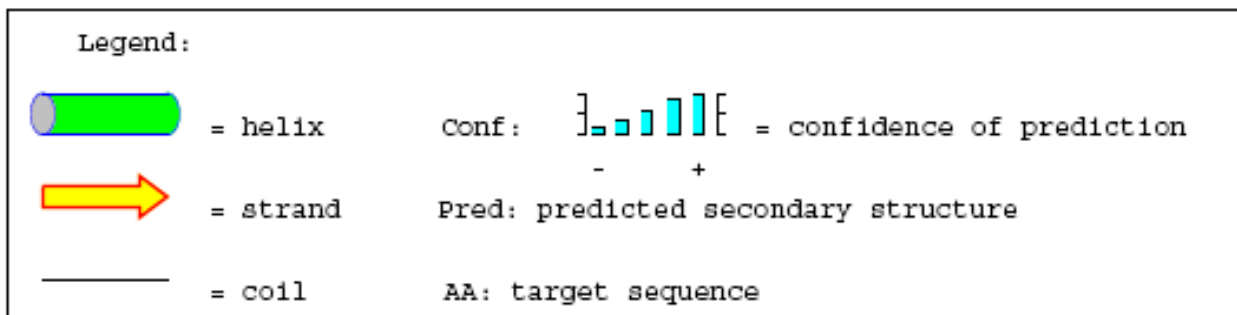 Legend:
= helix Conf: = confidence of prediction
- +
= strand Pred: predicted secondary structure
= coil AA: target sequence